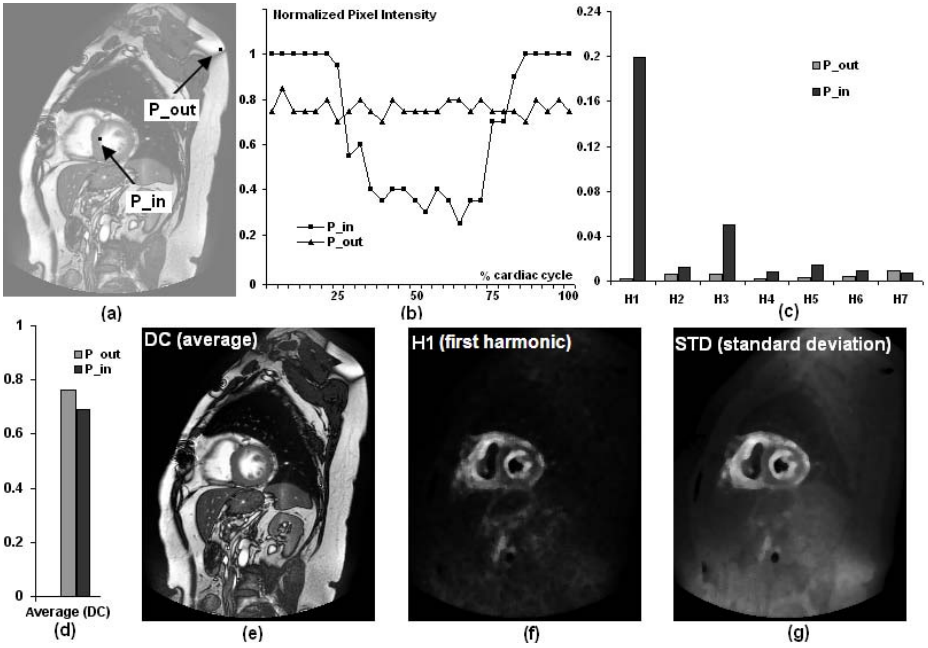 P_out
P_in
(a)
Normalized Pixel Intensity
1
0.8
0.6
0.4
0.2
0
P_in
P_out
% cardiac cycle
25
50
75
100
(b)
0.2
0.16
0.12
0.08
0.04
0
P_out
P_in
H1
H2
H3
H4
H5
H6
H7
(c)
1
0.8
0.6
0.4
0.2
0
P_out
P_in
Average (DC)
(d)
DC (average)
(e)
H1 (first harmonic)
(f)
STD (standard deviation)
(g)